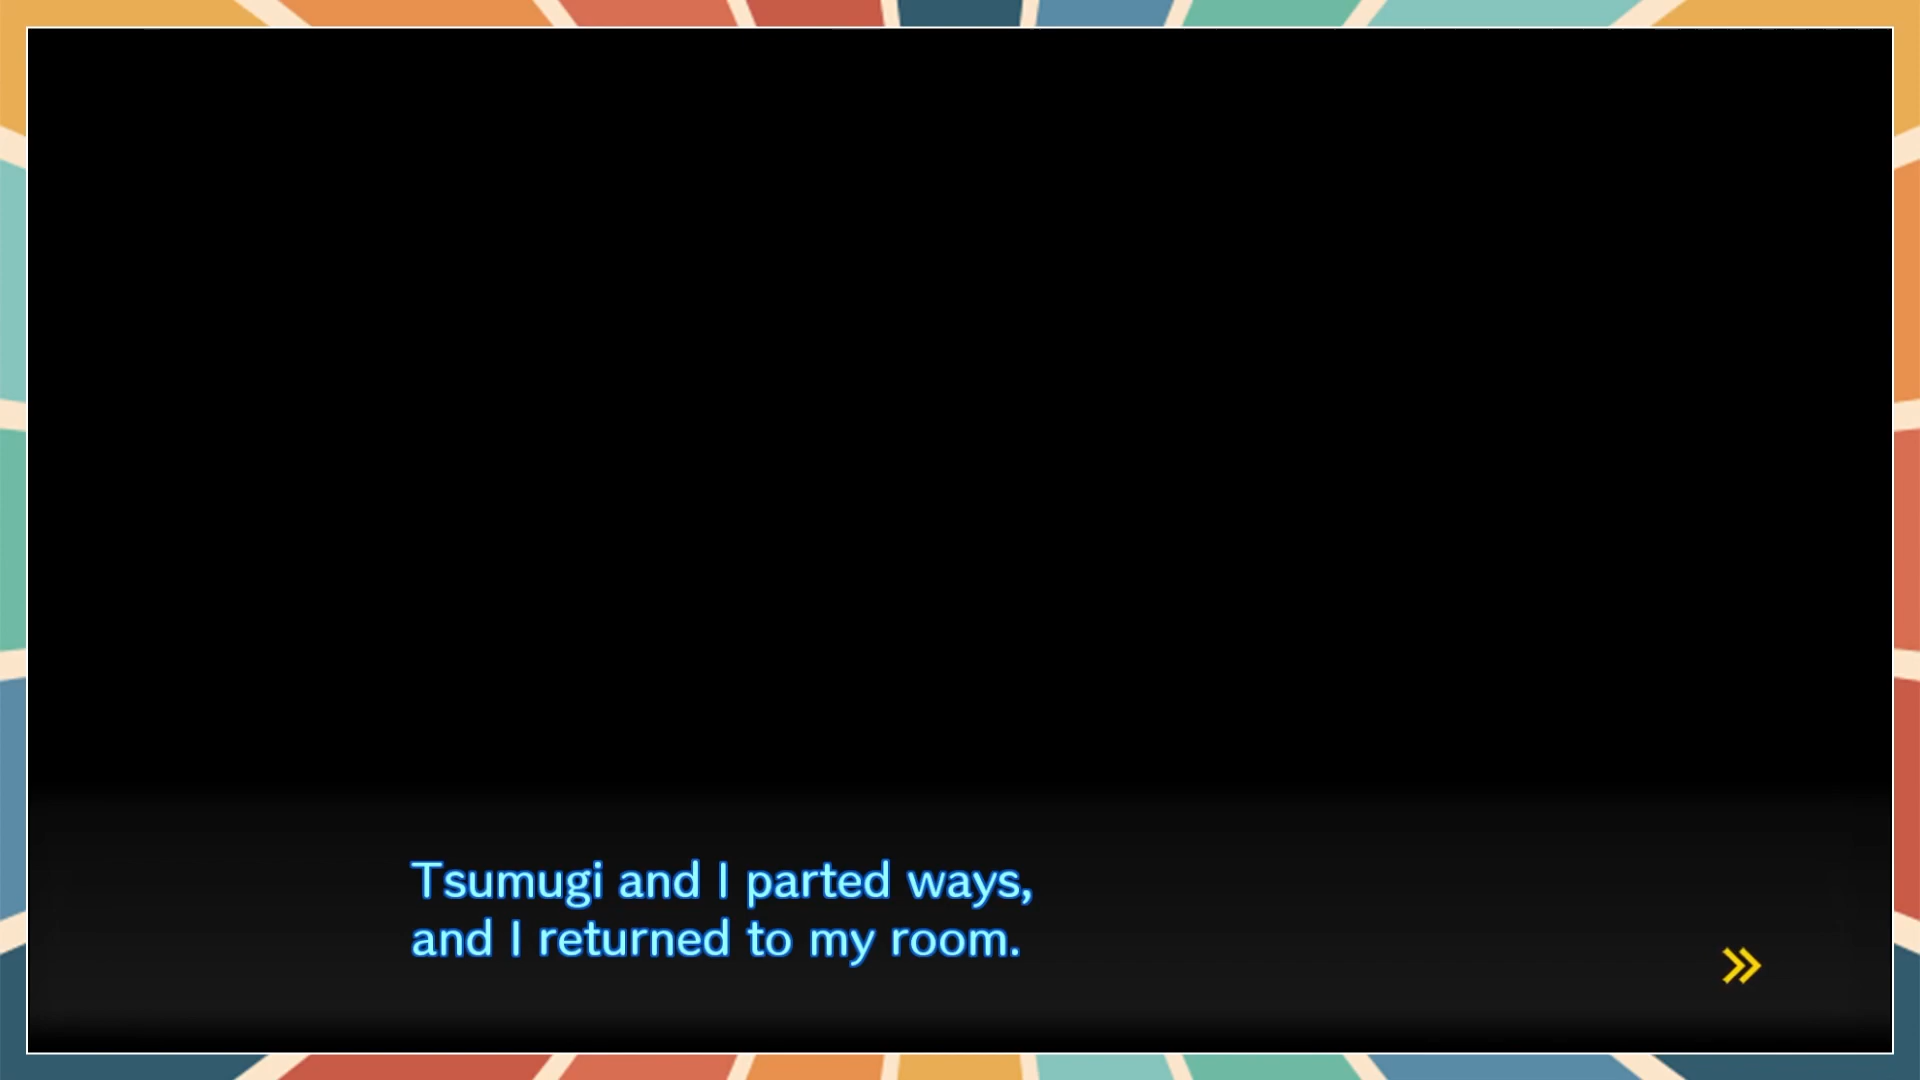 Tsumugi and I parted ways,
and I returned to my room.